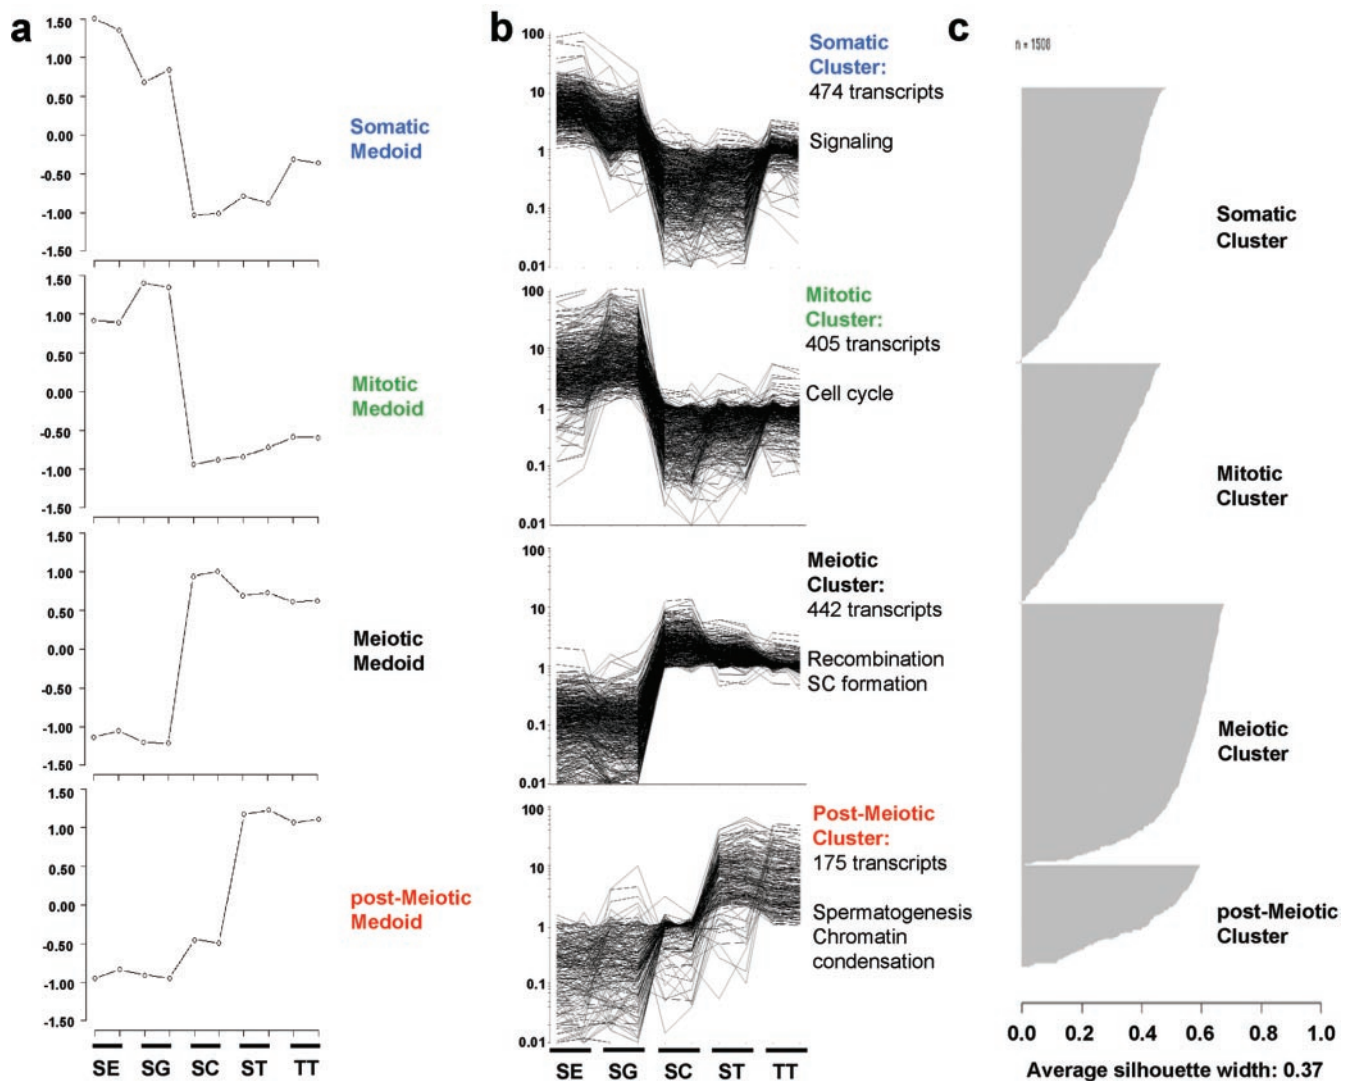 a
1.50
1.00
0.50
0.00
-0.50
-1.00
-1.50
Somatic
Medoid
1.50
1.00
0.50
0.00
-0.50
-1.00
-1.50
Mitotic
Medoid
1.50
1.00
0.50
0.00
-0.50
-1.00
-1.50
Meiotic
Medoid
1.00
0.50
0.00
-0.50
-1.00
-1.50
post-Meiotic
Medoid
SE SG SC ST TT
b
100
10
1
0.1
0.01
Somatic
Cluster:
474 transcripts
Signaling
100
10
1
0.1
0.01
Mitotic
Cluster:
405 transcripts
Cell cycle
100
10
1
0.1
0.01
Meiotic
Cluster:
442 transcripts
Recombination
SC formation
100
10
1
0.1
0.01
Post-Meiotic
Cluster:
175 transcripts
Spermatogenesis
Chromatin
condensation
SE SG SC ST TT
c
Somatic
Cluster
Mitotic
Cluster
Meiotic
Cluster
post-Meiotic
Cluster
0.0 0.2 0.4 0.6 0.8 1.0
Average silhouette width: 0.37